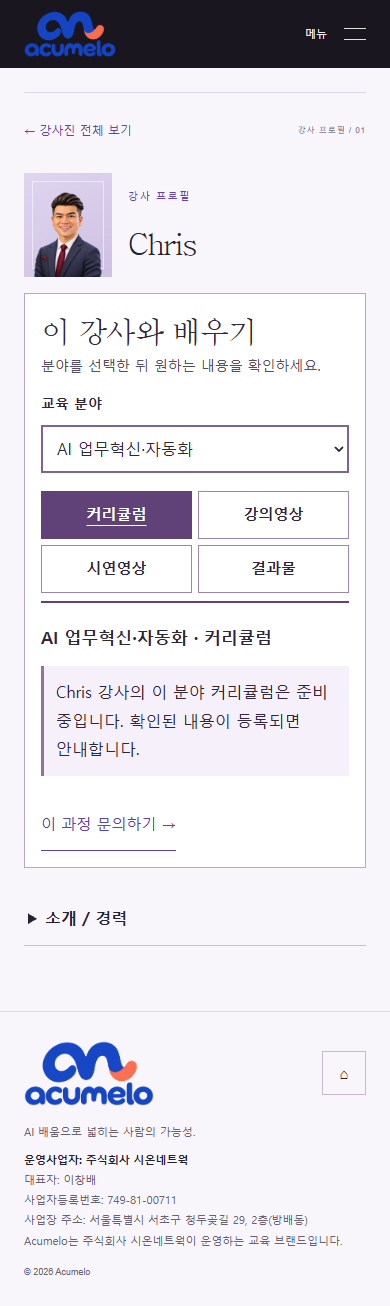 acumelo
메뉴
← 강사진 전체 보기
강사 프로필 / 01
강사 프로필
Chris
이 강사와 배우기
분야를 선택한 뒤 원하는 내용을 확인하세요.
교육 분야
AI 업무혁신·자동화
커리큘럼
강의영상
시연영상
결과물
AI 업무혁신·자동화 · 커리큘럼
Chris 강사의 이 분야 커리큘럼은 준비
중입니다. 확인된 내용이 등록되면
안내합니다.
이 과정 문의하기 →
▶ 소개 / 경력
acumelo
AI 배움으로 넓히는 사람의 가능성.
운영사업자: 주식회사 시온네트웍
대표자: 이창배
사업자등록번호: 749-81-00711
사업장 주소: 서울특별시 서초구 청두곶길 29, 2층(방배동)
Acumelo는 주식회사 시온네트웍이 운영하는 교육 브랜드입니다.
© 2026 Acumelo